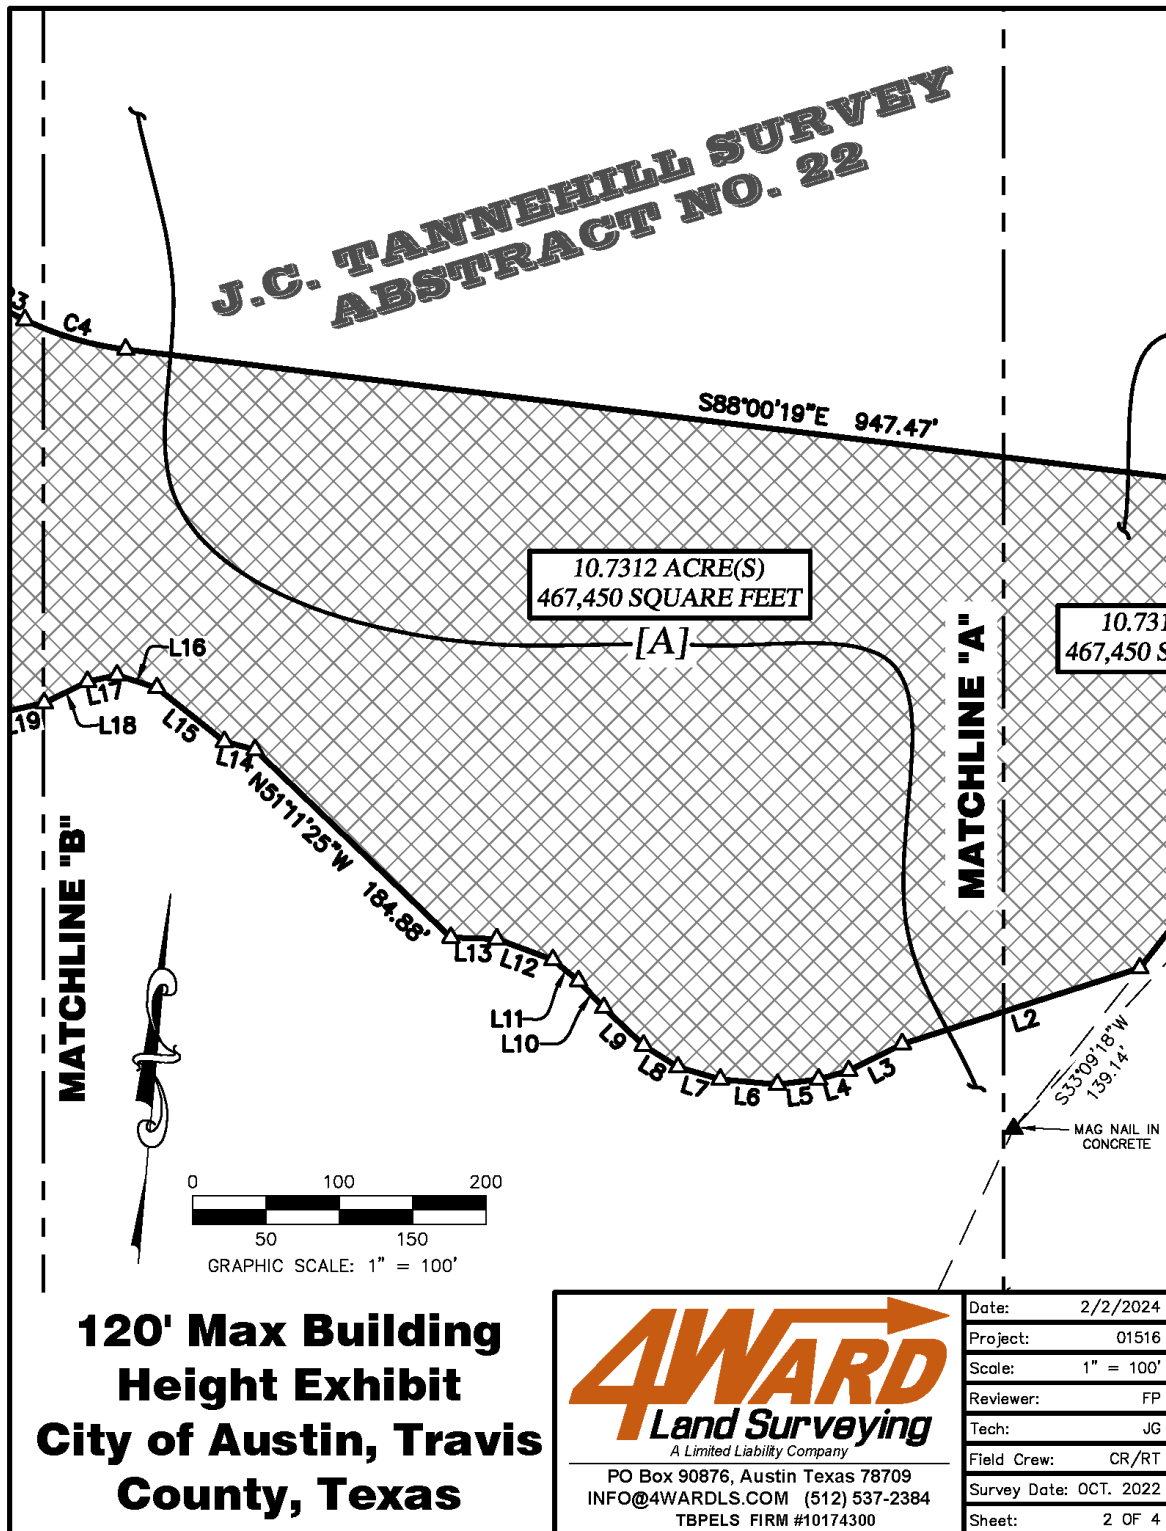 J.C. TANNEHILL SURVEY
ABSTRACT NO. 22
C4
S88°00'19"E 947.47'
10.7312 ACRE(S)
467,450 SQUARE FEET
[A]
10.731
467,450 S
MATCHLINE "A"
L16
L17
L18
L19
L15
L14
N51°11'25"W 184.88'
MATCHLINE "B"
L13
L12
L11
L10
L9
L8
L7
L6
L5
L4
L3
L2
S33°09'18"W
139.14'
MAG NAIL IN
CONCRETE
0 100 200
50 150
GRAPHIC SCALE: 1" = 100'
120' Max Building
Height Exhibit
City of Austin, Travis
County, Texas
4WARD
Land Surveying
A Limited Liability Company
PO Box 90876, Austin Texas 78709
INFO@4WARDLS.COM (512) 537-2384
TBPELS FIRM #10174300
Date: 2/2/2024
Project: 01516
Scale: 1" = 100'
Reviewer: FP
Tech: JG
Field Crew: CR/RT
Survey Date: OCT. 2022
Sheet: 2 OF 4